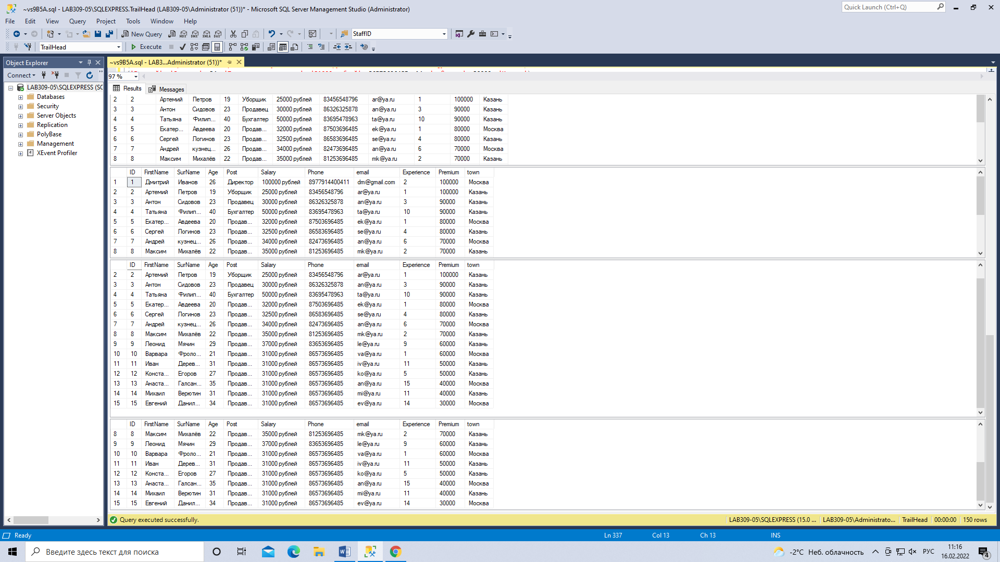 ~vs9B5A.sql - LAB309-05\SQLEXPRESS.TrailHead (LAB309-05\Administrator (51))* - Microsoft SQL Server Management Studio (Administrator)
Quick Launch (Ctrl+Q)
File Edit View Query Project Tools Window Help
New Query StaffID
TrailHead Execute
Object Explorer
~vs9B5A.sql - LAB3...Administrator (51))*
Connect
97 %
LAB309-05\SQLEXPRESS (SC
Databases
Security
Server Objects
Replication
PolyBase
Management
XEvent Profiler
Results Messages
2 2 Артемий Петров 19 Уборщик 25000 рублей 83456548796 ar@ya.ru 1 100000 Казань
3 3 Антон Сидовов 23 Продавец 30000 рублей 86326325878 an@ya.ru 3 90000 Казань
4 4 Татьяна Филип... 40 Бухгалтер 50000 рублей 83695478963 ta@ya.ru 10 90000 Казань
5 5 Екатер... Авдеева 20 Продав... 32000 рублей 87503696485 ek@ya.ru 1 80000 Москва
6 6 Сергей Логинов 23 Продав... 32500 рублей 86583696485 se@ya.ru 4 80000 Казань
7 7 Андрей кузнец... 26 Продав... 34000 рублей 82473696485 an@ya.ru 6 70000 Москва
8 8 Максим Михалёв 22 Продав... 35000 рублей 81253696485 mk@ya.ru 2 70000 Казань
ID FirstName SurName Age Post Salary Phone email Experience Premium town
1 1 Дмитрий Иванов 26 Директор 100000 рублей 8977914400411 dm@gmail.com 2 100000 Москва
2 2 Артемий Петров 19 Уборщик 25000 рублей 83456548796 ar@ya.ru 1 100000 Казань
3 3 Антон Сидовов 23 Продавец 30000 рублей 86326325878 an@ya.ru 3 90000 Казань
4 4 Татьяна Филип... 40 Бухгалтер 50000 рублей 83695478963 ta@ya.ru 10 90000 Казань
5 5 Екатер... Авдеева 20 Продав... 32000 рублей 87503696485 ek@ya.ru 1 80000 Москва
6 6 Сергей Логинов 23 Продав... 32500 рублей 86583696485 se@ya.ru 4 80000 Казань
7 7 Андрей кузнец... 26 Продав... 34000 рублей 82473696485 an@ya.ru 6 70000 Москва
8 8 Максим Михалёв 22 Продав... 35000 рублей 81253696485 mk@ya.ru 2 70000 Казань
ID FirstName SurName Age Post Salary Phone email Experience Premium town
2 2 Артемий Петров 19 Уборщик 25000 рублей 83456548796 ar@ya.ru 1 100000 Казань
3 3 Антон Сидовов 23 Продавец 30000 рублей 86326325878 an@ya.ru 3 90000 Казань
4 4 Татьяна Филип... 40 Бухгалтер 50000 рублей 83695478963 ta@ya.ru 10 90000 Казань
5 5 Екатер... Авдеева 20 Продав... 32000 рублей 87503696485 ek@ya.ru 1 80000 Москва
6 6 Сергей Логинов 23 Продав... 32500 рублей 86583696485 se@ya.ru 4 80000 Казань
7 7 Андрей кузнец... 26 Продав... 34000 рублей 82473696485 an@ya.ru 6 70000 Москва
8 8 Максим Михалёв 22 Продав... 35000 рублей 81253696485 mk@ya.ru 2 70000 Казань
9 9 Леонид Мячин 29 Продав... 37000 рублей 83653696485 le@ya.ru 9 60000 Казань
10 10 Варвара Фроло... 21 Продав... 31000 рублей 86573696485 va@ya.ru 1 60000 Москва
11 11 Иван Дерев... 31 Продав... 31000 рублей 86573696485 iv@ya.ru 11 50000 Казань
12 12 Конста... Егоров 27 Продав... 31000 рублей 86573696485 ko@ya.ru 5 50000 Казань
13 13 Анаста... Галсан... 35 Продав... 31000 рублей 86573696485 an@ya.ru 15 40000 Москва
14 14 Михаил Верютин 31 Продав... 31000 рублей 86573696485 mi@ya.ru 11 40000 Казань
15 15 Евгений Данил... 34 Продав... 31000 рублей 86573696485 ev@ya.ru 14 30000 Москва
ID FirstName SurName Age Post Salary Phone email Experience Premium town
8 8 Максим Михалёв 22 Продав... 35000 рублей 81253696485 mk@ya.ru 2 70000 Казань
9 9 Леонид Мячин 29 Продав... 37000 рублей 83653696485 le@ya.ru 9 60000 Казань
10 10 Варвара Фроло... 21 Продав... 31000 рублей 86573696485 va@ya.ru 1 60000 Москва
11 11 Иван Дерев... 31 Продав... 31000 рублей 86573696485 iv@ya.ru 11 50000 Казань
12 12 Конста... Егоров 27 Продав... 31000 рублей 86573696485 ko@ya.ru 5 50000 Казань
13 13 Анаста... Галсан... 35 Продав... 31000 рублей 86573696485 an@ya.ru 15 40000 Москва
14 14 Михаил Верютин 31 Продав... 31000 рублей 86573696485 mi@ya.ru 11 40000 Казань
15 15 Евгений Данил... 34 Продав... 31000 рублей 86573696485 ev@ya.ru 14 30000 Москва
Query executed successfully. LAB309-05\SQLEXPRESS (15.0 ... LAB309-05\Administrato... TrailHead 00:00:00 150 rows
Ready Ln 337 Col 13 Ch 13 INS
Введите здесь текст для поиска
-2°C Неб. облачность РУС 11:16
16.02.2022
4